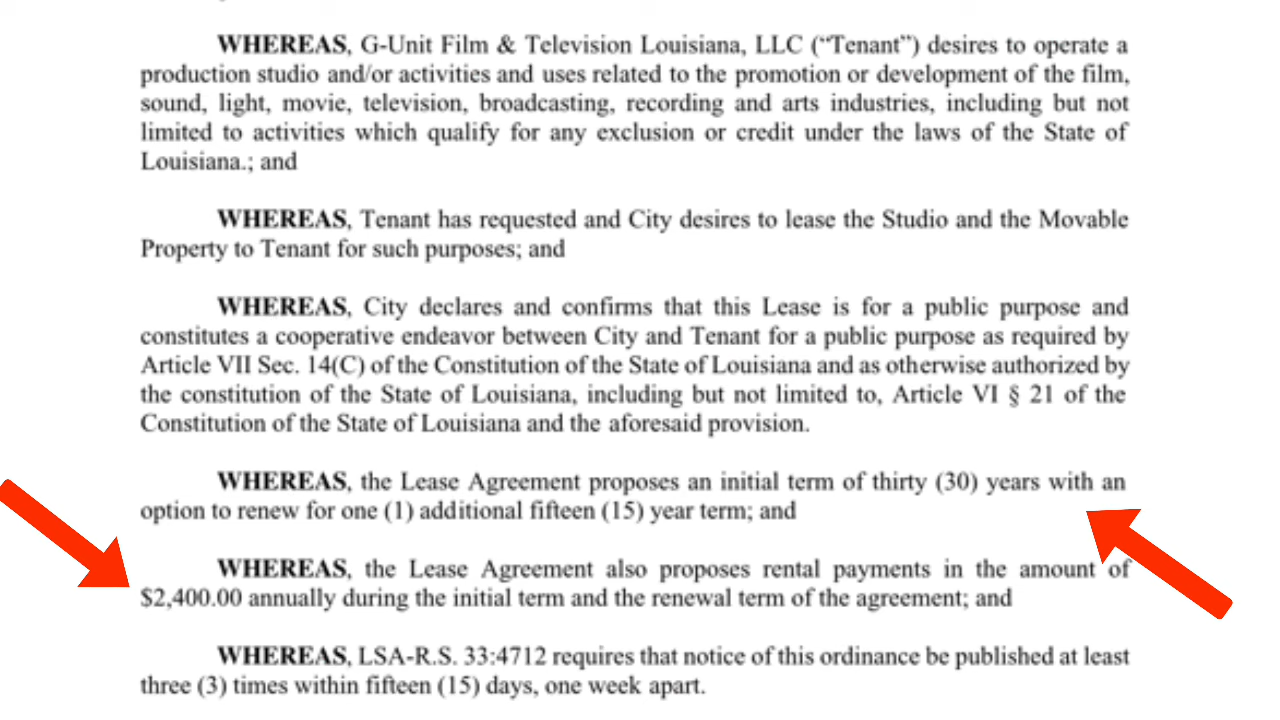 WHEREAS, G-Unit Film & Television Louisiana, LLC (“Tenant”) desires to operate a
production studio and/or activities and uses related to the promotion or development of the film,
sound, light, movie, television, broadcasting, recording and arts industries, including but not
limited to activities which qualify for any exclusion or credit under the laws of the State of
Louisiana.; and
WHEREAS, Tenant has requested and City desires to lease the Studio and the Movable
Property to Tenant for such purposes; and
WHEREAS, City declares and confirms that this Lease is for a public purpose and
constitutes a cooperative endeavor between City and Tenant for a public purpose as required by
Article VII Sec. 14(C) of the Constitution of the State of Louisiana and as otherwise authorized by
the constitution of the State of Louisiana, including but not limited to, Article VI § 21 of the
Constitution of the State of Louisiana and the aforesaid provision.
WHEREAS, the Lease Agreement proposes an initial term of thirty (30) years with an
option to renew for one (1) additional fifteen (15) year term; and
WHEREAS, the Lease Agreement also proposes rental payments in the amount of
$2,400.00 annually during the initial term and the renewal term of the agreement; and
WHEREAS, LSA-R.S. 33:4712 requires that notice of this ordinance be published at least
three (3) times within fifteen (15) days, one week apart.